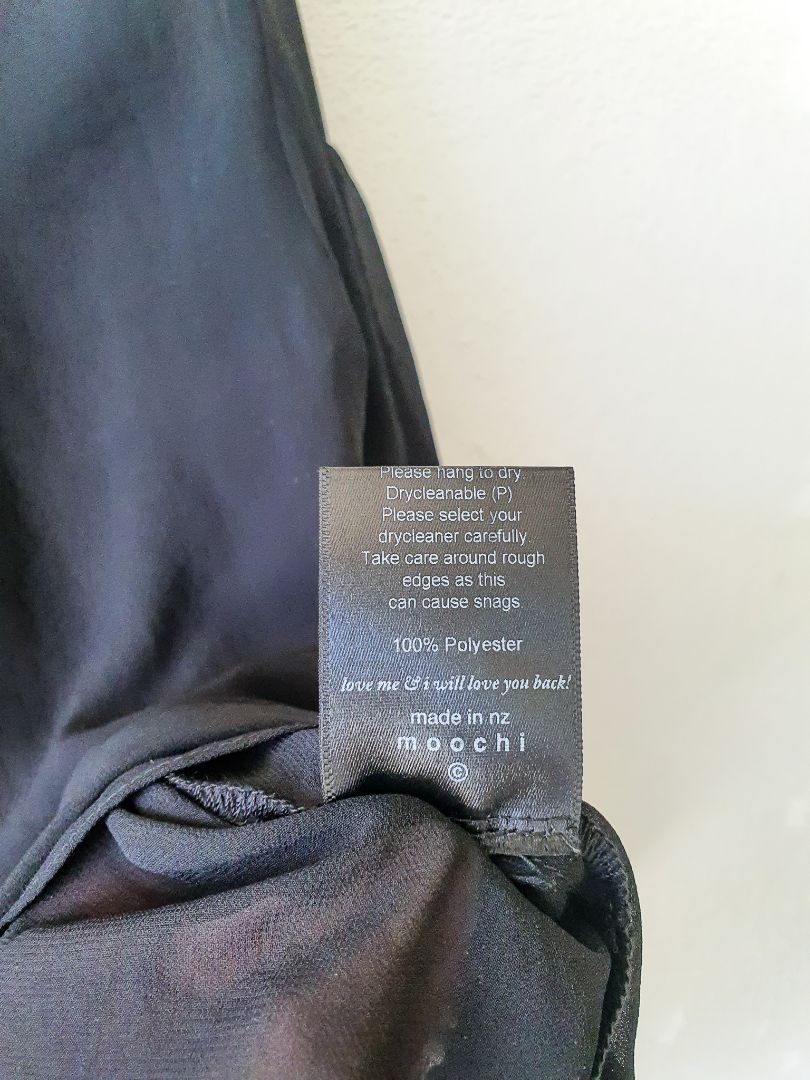 Please hang to dry.
Drycleanable (P)
Please select your
drycleaner carefully
Take care around rough
edges as this
can cause snags
100% Polyester
love me & i will love you back!
made in nz
moochi
©